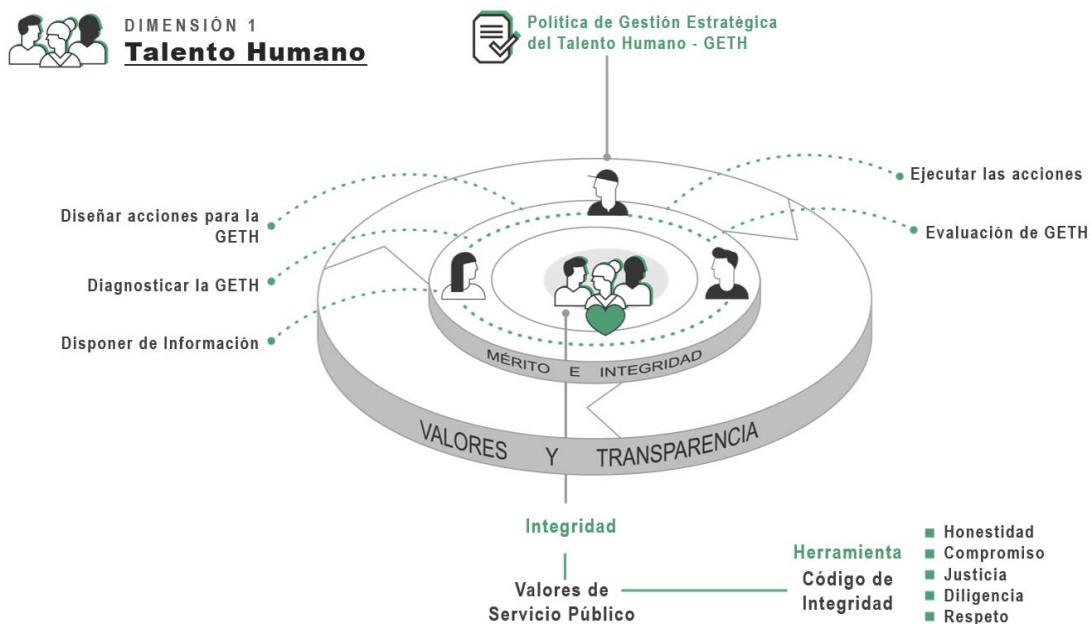 DIMENSIÓN 1
Talento Humano
Política de Gestión Estratégica
del Talento Humano - GETH
Diseñar acciones para la
GETH
Diagnosticar la GETH
Disponer de Información
Ejecutar las acciones
Evaluación de GETH
MÉRITO E INTEGRIDAD
VALORES Y TRANSPARENCIA
Integridad
Valores de
Servicio Público
Herramienta
Código de
Integridad
Honestidad
Compromiso
Justicia
Diligencia
Respeto